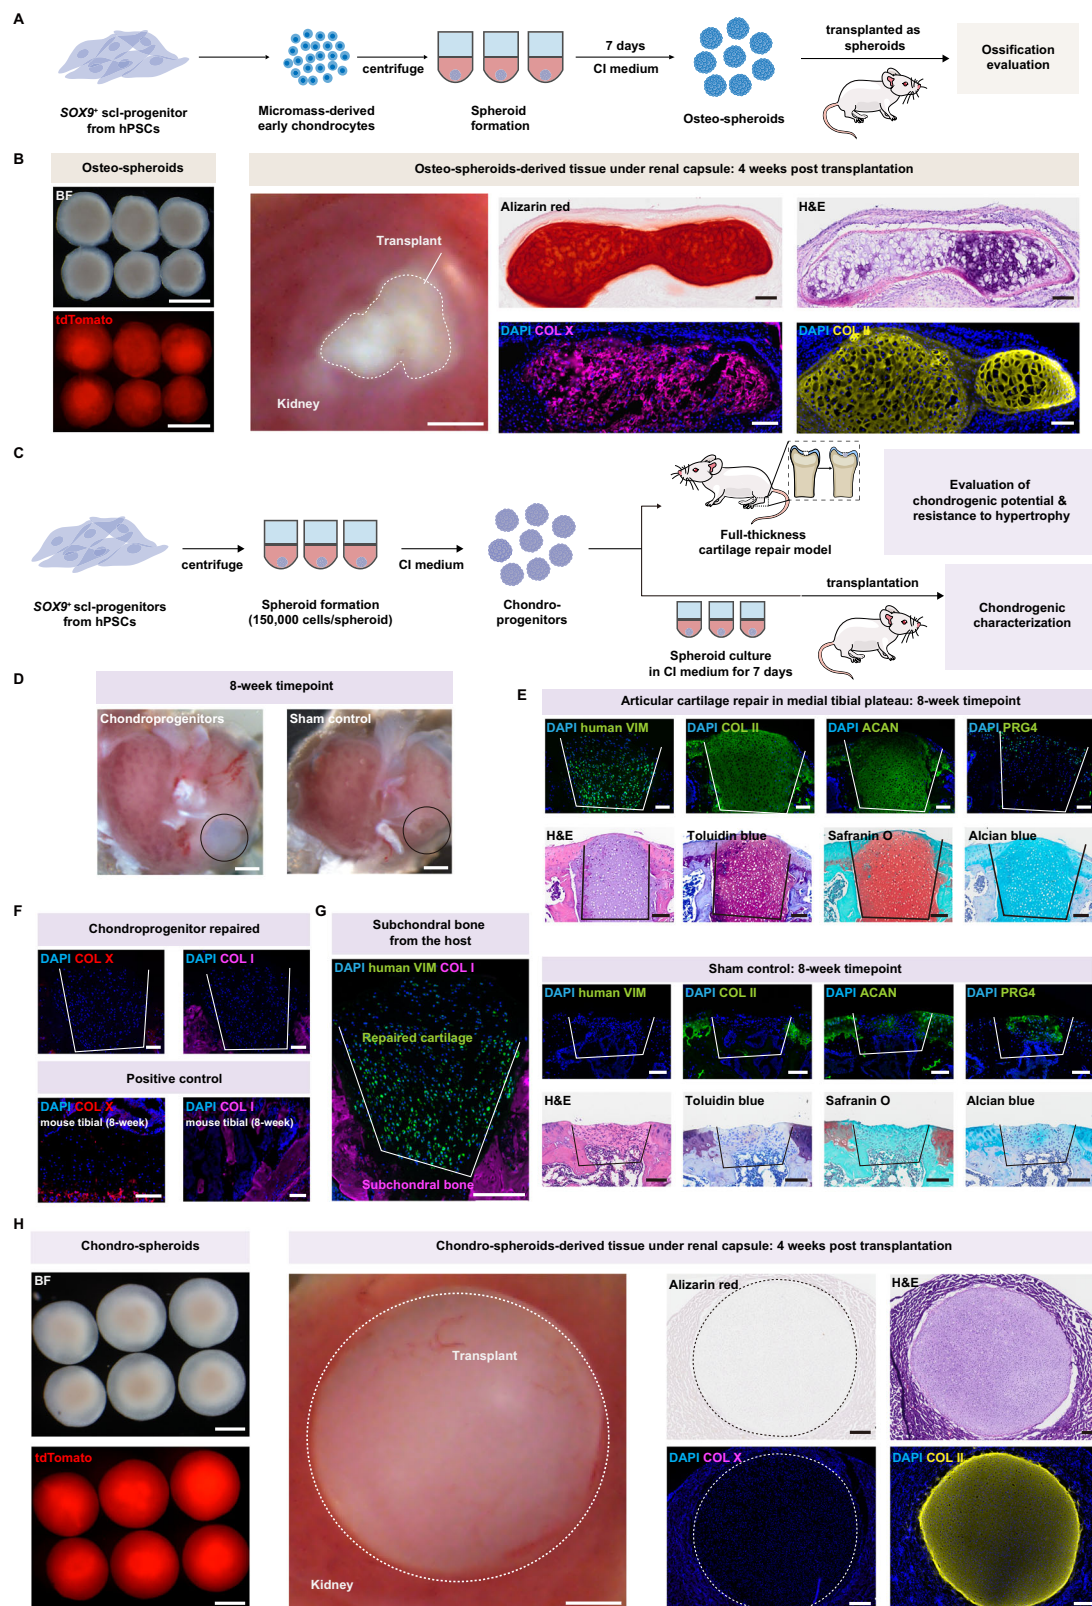 A
SOX9+ scl-progenitor
from hPSCs
Micromass-derived
early chondrocytes
centrifuge
Spheroid
formation
7 days
CI medium
Osteo-spheroids
transplanted as
spheroids
Ossification
evaluation
B
Osteo-spheroids
BF
tdTomato
Osteo-spheroids-derived tissue under renal capsule: 4 weeks post transplantation
Transplant
Kidney
Alizarin red
H&E
DAPI COL X
DAPI COL II
C
SOX9+ scl-progenitors
from hPSCs
centrifuge
Spheroid formation
(150,000 cells/spheroid)
CI medium
Chondro-
progenitors
Full-thickness
cartilage repair model
Evaluation of
chondrogenic potential &
resistance to hypertrophy
Spheroid culture
in CI medium for 7 days
transplantation
Chondrogenic
characterization
D
8-week timepoint
Chondroprogenitors
Sham control
E
Articular cartilage repair in medial tibial plateau: 8-week timepoint
DAPI human VIM
DAPI COL II
DAPI ACAN
DAPI PRG4
H&E
Toluidin blue
Safranin O
Alcian blue
Sham control: 8-week timepoint
DAPI human VIM
DAPI COL II
DAPI ACAN
DAPI PRG4
H&E
Toluidin blue
Safranin O
Alcian blue
F
Chondroprogenitor repaired
DAPI COL X
DAPI COL I
Positive control
DAPI COL X
mouse tibial (8-week)
DAPI COL I
mouse tibial (8-week)
G
Subchondral bone
from the host
DAPI human VIM COL I
Repaired cartilage
Subchondral bone
H
Chondro-spheroids
BF
tdTomato
Chondro-spheroids-derived tissue under renal capsule: 4 weeks post transplantation
Transplant
Kidney
Alizarin red
H&E
DAPI COL X
DAPI COL II